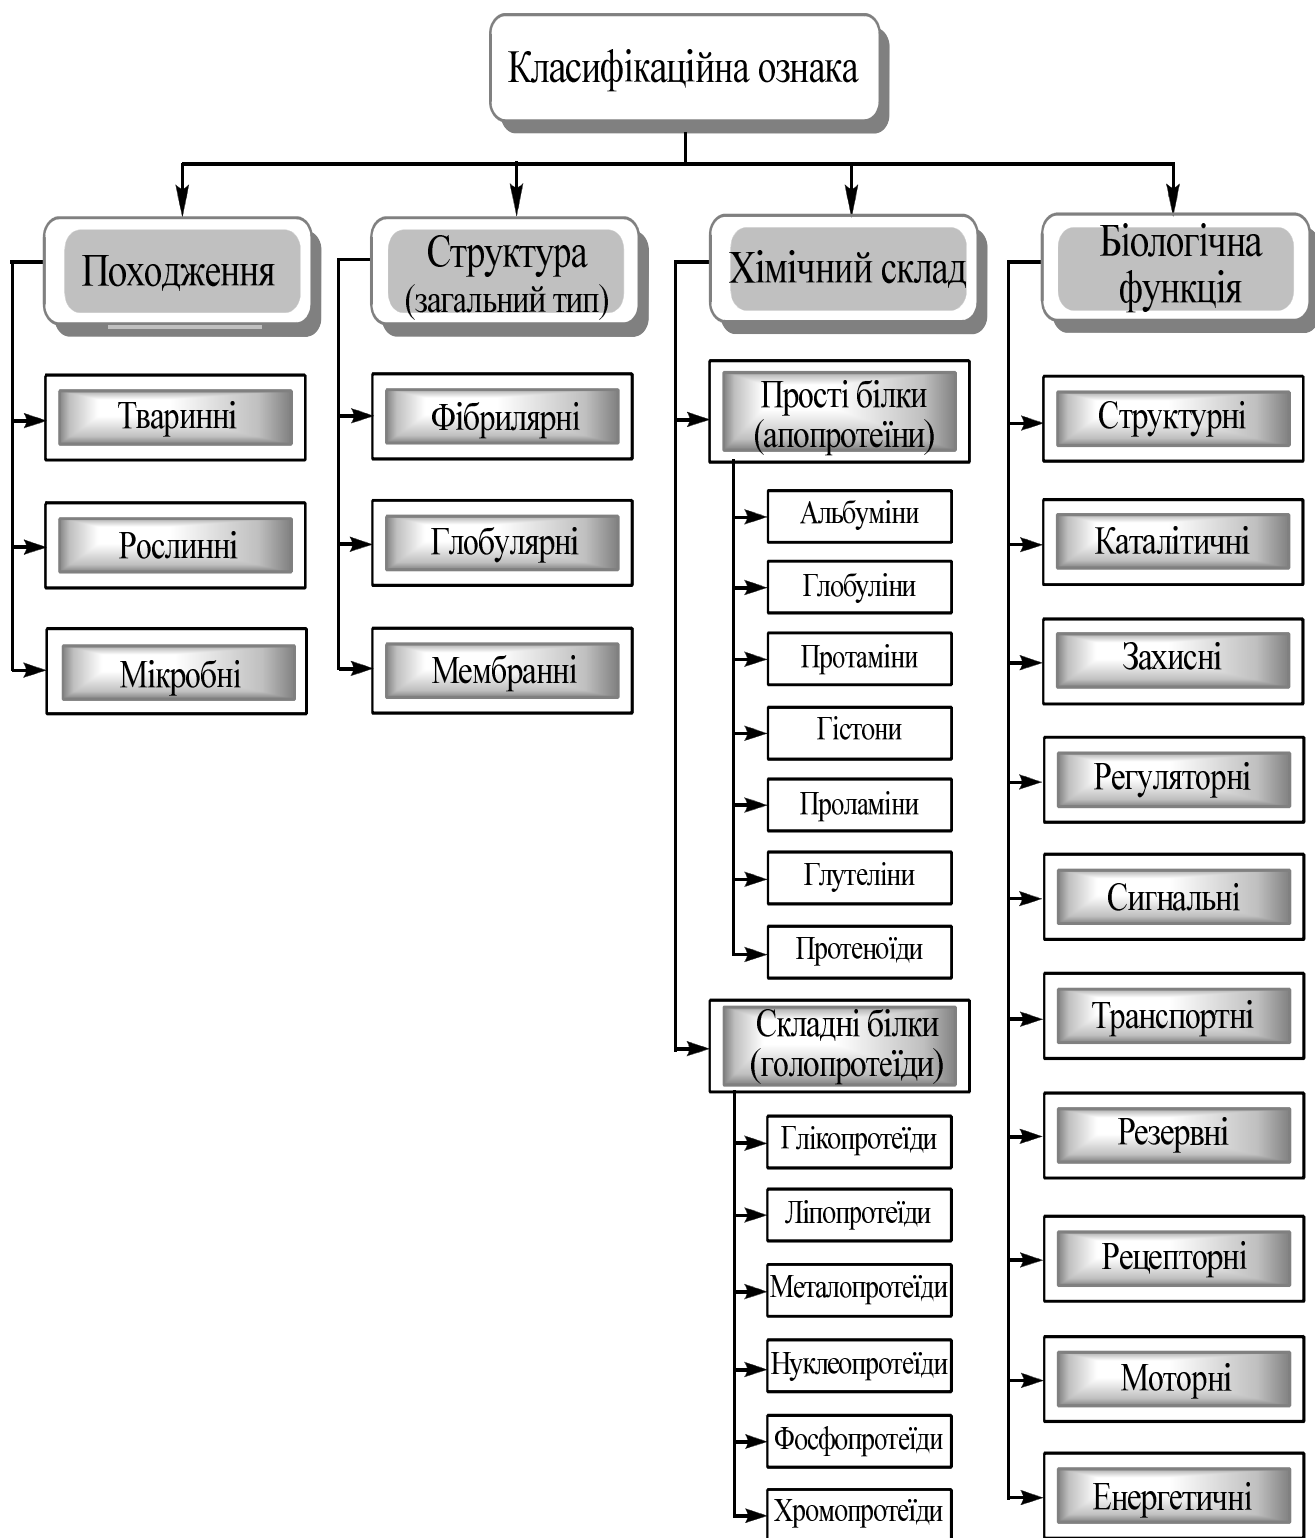 Класифікаційна ознака
Походження
Тваринні
Рослинні
Мікробні
Структура
(загальний тип)
Фібрилярні
Глобулярні
Мембранні
Хімічний склад
Прості білки
(апопротеїни)
Альбуміни
Глобуліни
Протаміни
Гістони
Проламіни
Глутеліни
Протеноїди
Складні білки
(голопротеїди)
Глікопротеїди
Ліпопротеїди
Металопротеїди
Нуклеопротеїди
Фосфопротеїди
Хромопротеїди
Біологічна
функція
Структурні
Каталітичні
Захисні
Регуляторні
Сигнальні
Транспортні
Резервні
Рецепторні
Моторні
Енергетичні